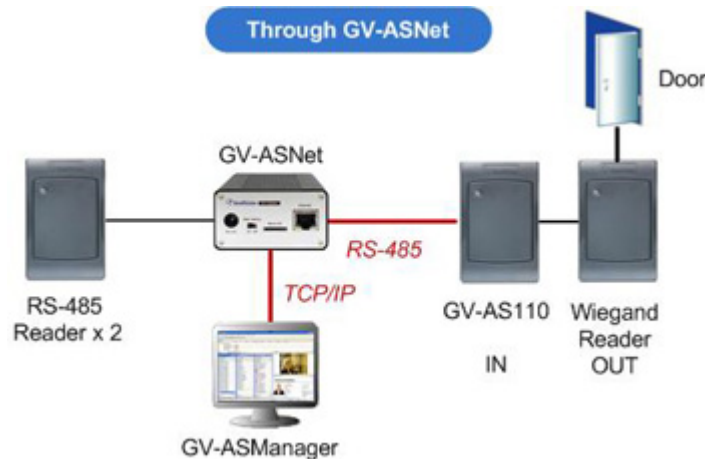 Through GV-ASNet
Door
GV-ASNet
RS-485
TCP/IP
RS-485
Reader x 2
GV-AS110
IN
Wiegand
Reader
OUT
GV-ASManager